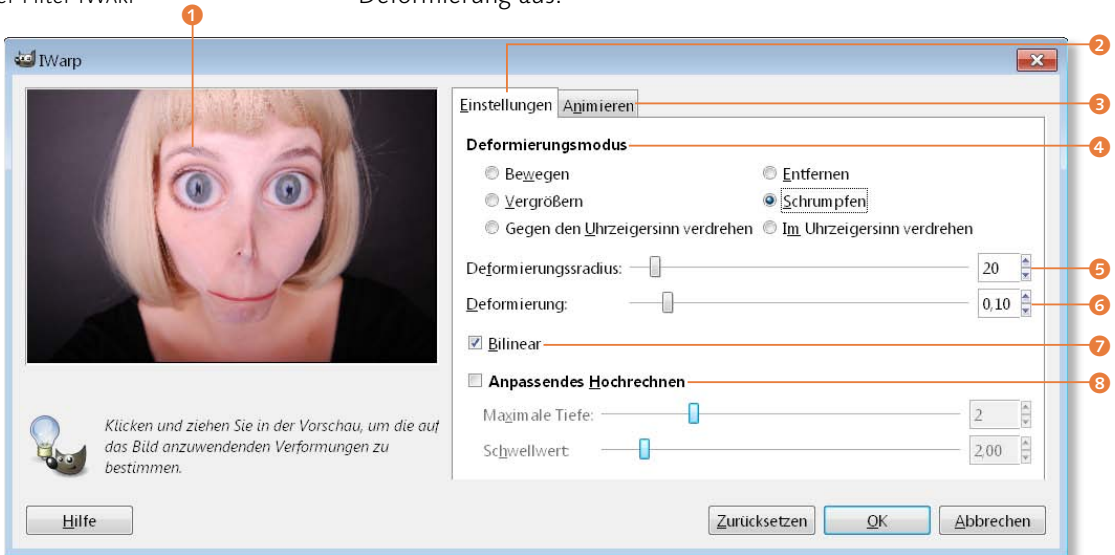 Deformierung aus.
1
2
IWarp
Einstellungen Animieren
3
Deformierungsmodus
4
Bewegen Entfernen
Vergrößern Schrumpfen
Gegen den Uhrzeigersinn verdrehen Im Uhrzeigersinn verdrehen
Deformierungssradius: 20
5
Deformierung: 0,10
6
Bilinear
7
Anpassendes Hochrechnen
8
Maximale Tiefe: 2
Schwellwert: 2,00
Klicken und ziehen Sie in der Vorschau, um die auf
das Bild anzuwendenden Verformungen zu
bestimmen.
Hilfe Zurücksetzen OK Abbrechen